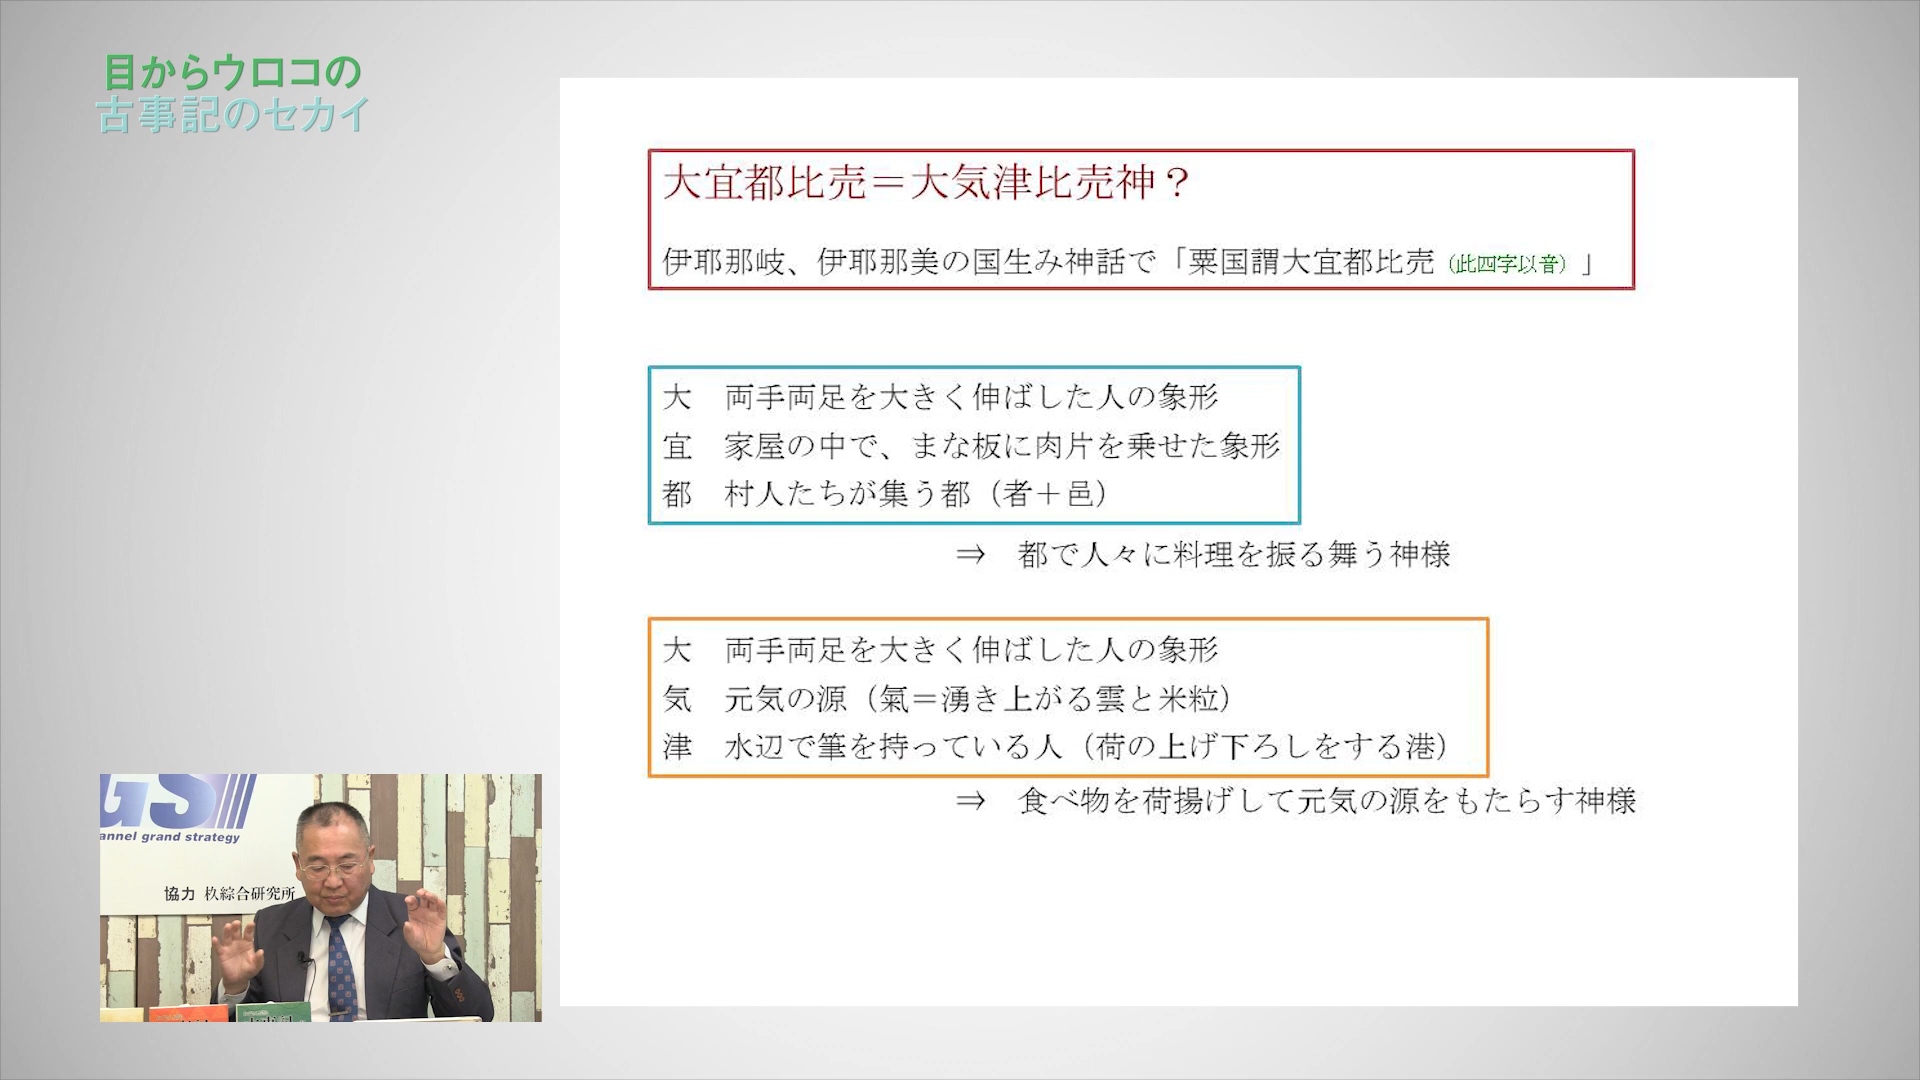 目からウロコの
古事記のセカイ
大宜都比売＝大気津比売神？
伊耶那岐、伊耶那美の国生み神話で「粟国謂大宜都比売（此四字以音）」
大　両手両足を大きく伸ばした人の象形
宜　家屋の中で、まな板に肉片を乗せた象形
都　村人たちが集う都（者＋邑）
⇒　都で人々に料理を振る舞う神様
大　両手両足を大きく伸ばした人の象形
気　元気の源（氣＝湧き上がる雲と米粒）
津　水辺で筆を持っている人（荷の上げ下ろしをする港）
⇒　食べ物を荷揚げして元気の源をもたらす神様
GS
annel grand strategy
協力 杦綜合研究所